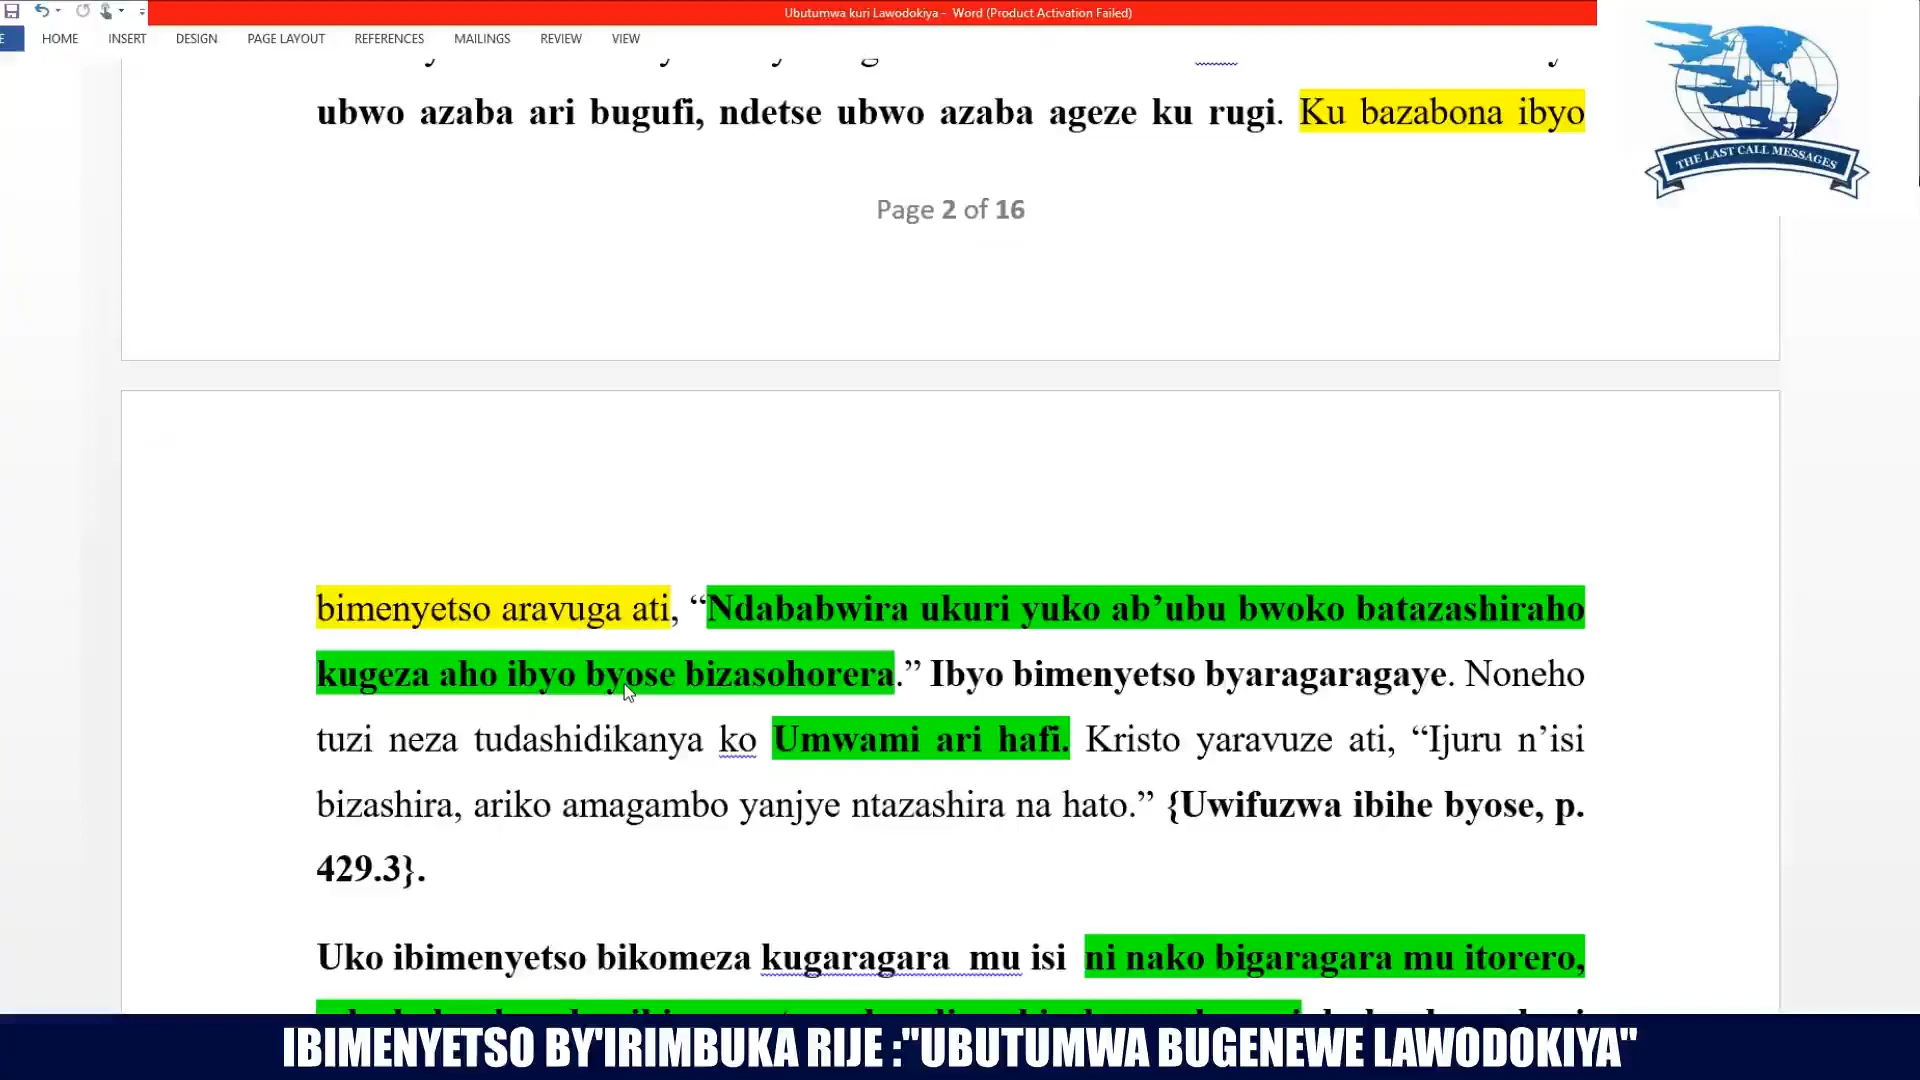 Ubutumwa kuri Lawodokiya - Word (Product Activation Failed)
HOME INSERT DESIGN PAGE LAYOUT REFERENCES MAILINGS REVIEW VIEW
THE LAST CALL MESSAGES
ubwo azaba ari bugufi, ndetse ubwo azaba ageze ku rugi. Ku bazabona ibyo
Page 2 of 16
bimenyetso aravuga ati, “Ndababwira ukuri yuko ab’ubu bwoko batazashiraho
kugeza aho ibyo byose bizasohorera.” Ibyo bimenyetso byaragaragaye. Noneho
tuzi neza tudashidikanya ko Umwami ari hafi. Kristo yaravuze ati, “Ijuru n’isi
bizashira, ariko amagambo yanjye ntazashira na hato.” {Uwifuzwa ibihe byose, p.
429.3}.
Uko ibimenyetso bikomeza kugaragara mu isi ni nako bigaragara mu itorero,
IBIMENYETSO BY'IRIMBUKA RIJE :"UBUTUMWA BUGENEWE LAWODOKIYA"